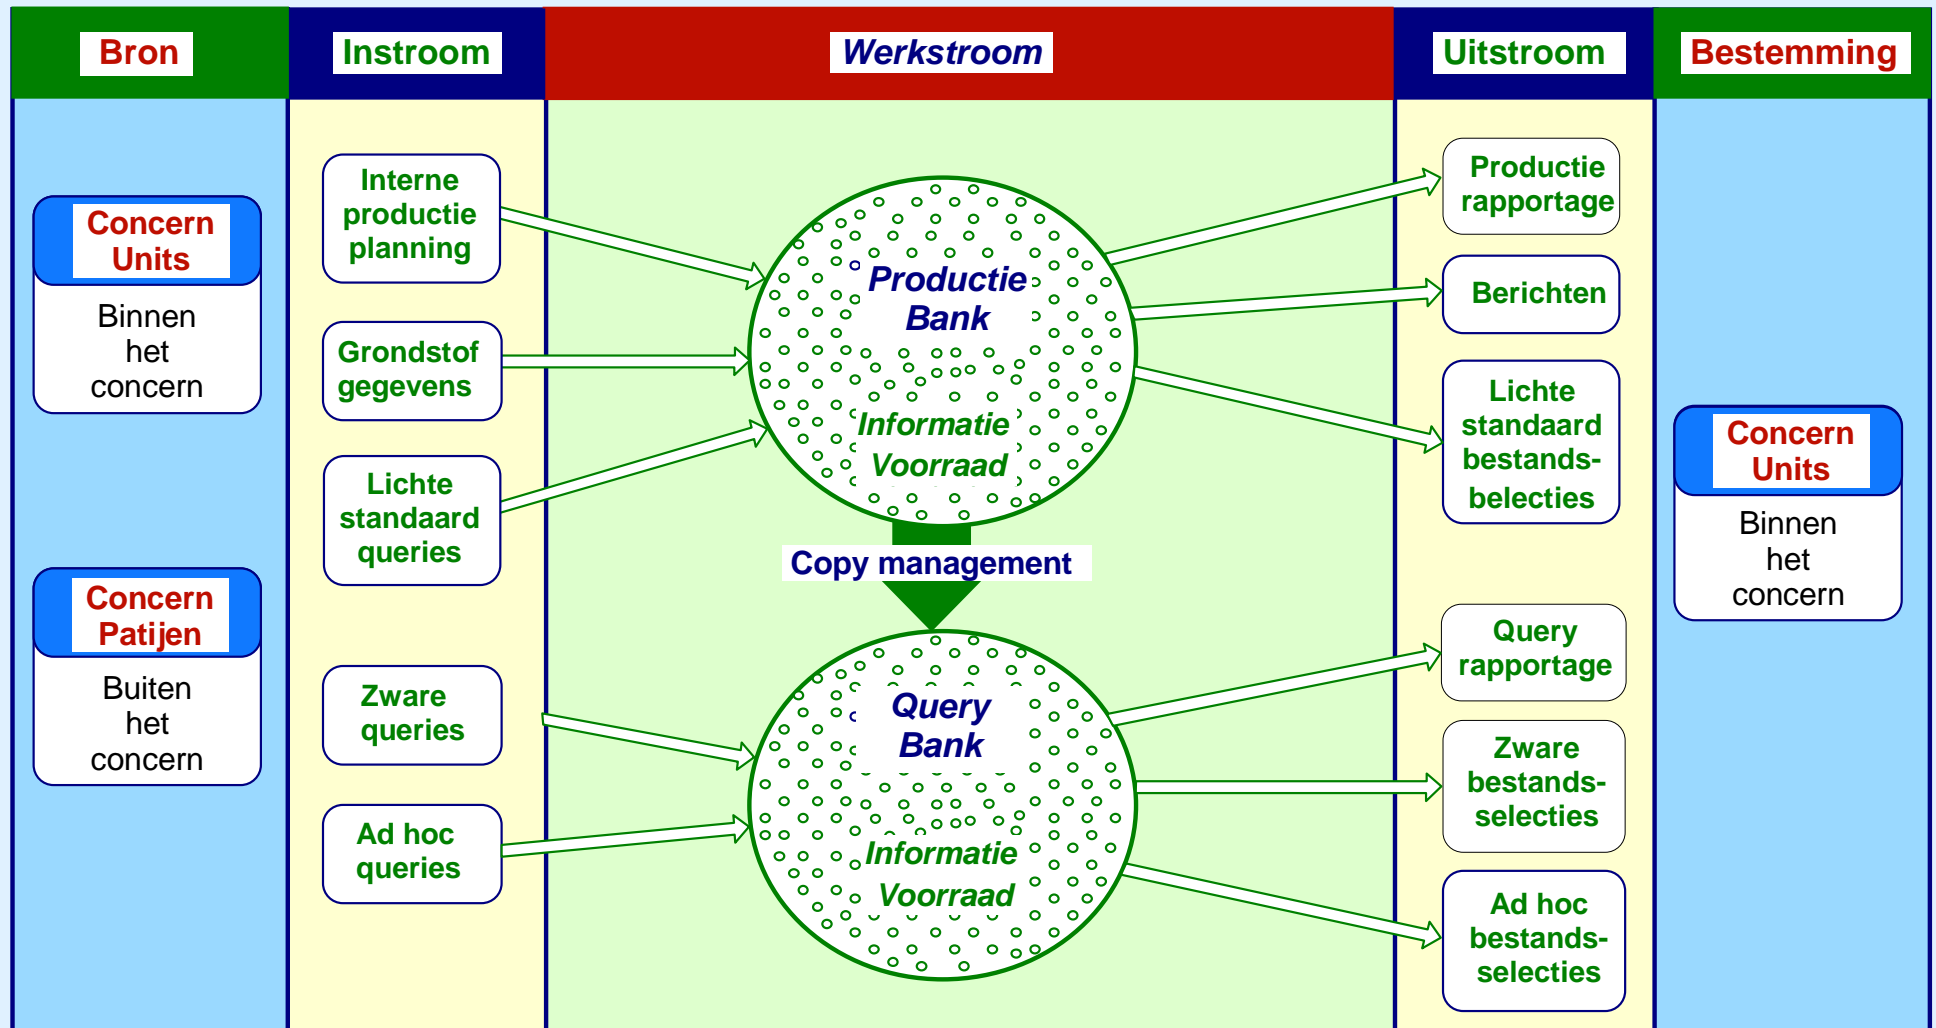 Bron
Instroom
Werkstroom
Uitstroom
Bestemming
Concern
Units
Binnen
het
concern
Concern
Patijen
Buiten
het
concern
Interne
productie
planning
Grondstof
gegevens
Lichte
standaard
queries
Zware
queries
Ad hoc
queries
Productie
Bank
Informatie
Voorraad
Copy management
Query
Bank
Informatie
Voorraad
Productie
rapportage
Berichten
Lichte
standaard
bestands-
belecties
Query
rapportage
Zware
bestands-
selecties
Ad hoc
bestands-
selecties
Concern
Units
Binnen
het
concern